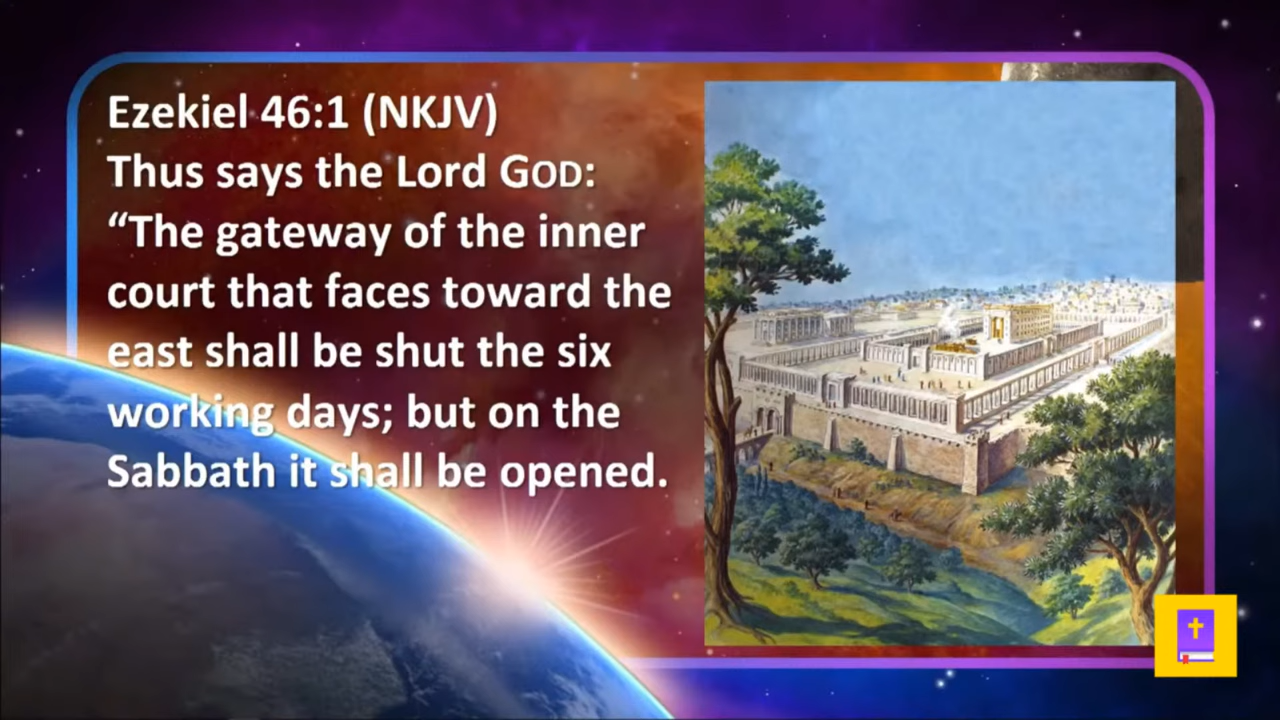 Ezekiel 46:1 (NKJV)
Thus says the Lord GOD:
“The gateway of the inner
court that faces toward the
east shall be shut the six
working days; but on the
Sabbath it shall be opened.